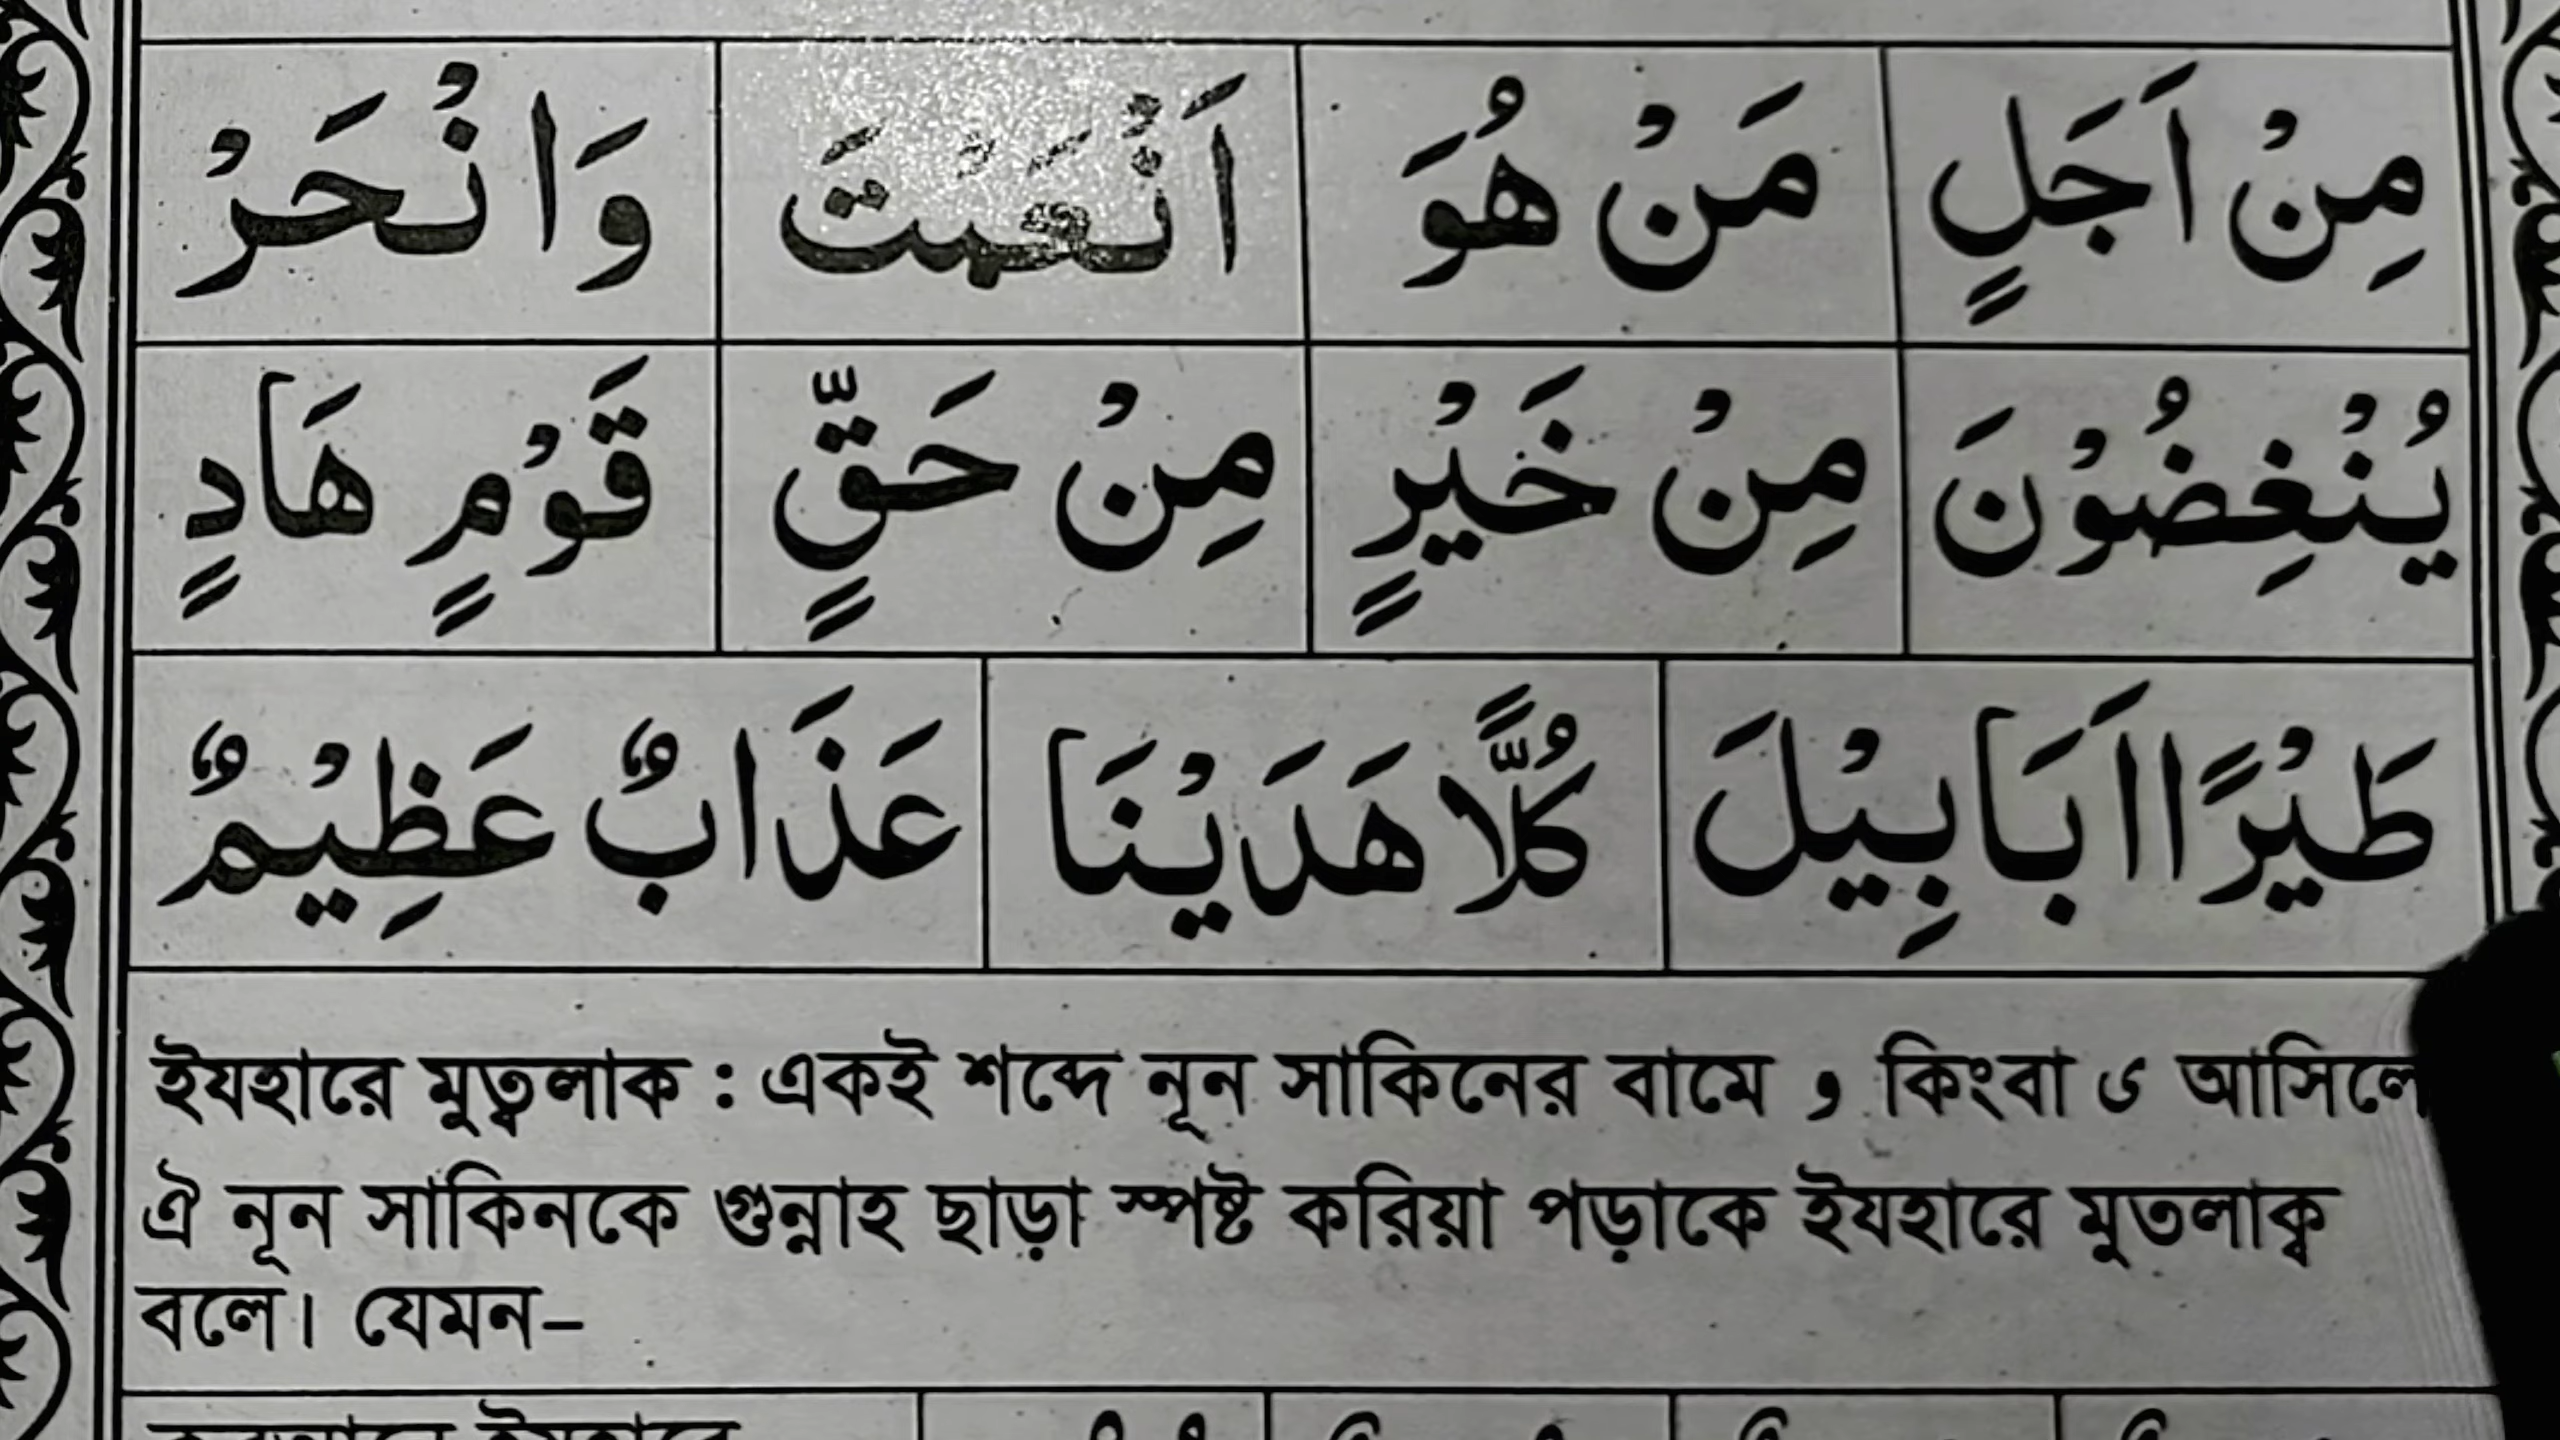 مِنْ اَجَلٍ مَنْ هُوَ اَنْعَمْتَ وَانْحَرْ
يُنْغِضُوْنَ مِنْ خَيْرٍ مِنْ حَقٍّ قَوْمٍ هَادٍ
طَيْرًا اَبَابِيْلَ كُلًّا هَدَيْنَا عَذَابٌ عَظِيْمٌ
ইযহারে মুত্বলাক : একই শব্দে নূন সাকিনের বামে و কিংবা ی আসিলে
ঐ নূন সাকিনকে গুন্নাহ ছাড়া স্পষ্ট করিয়া পড়াকে ইযহারে মুতলাক্ব
বলে। যেমন–